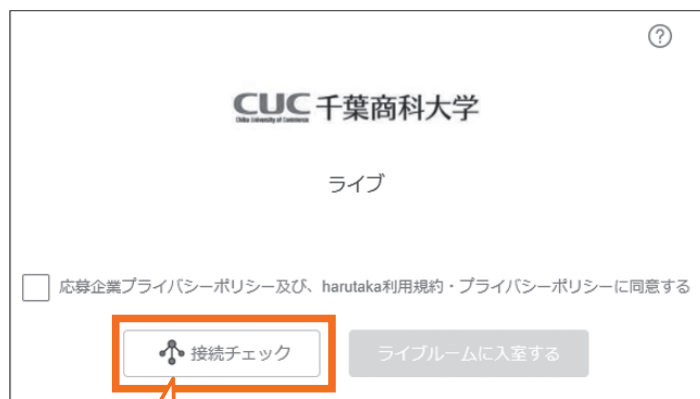 ?
CUC 千葉商科大学
Chiba University of Commerce
ライブ
応募企業プライバシーポリシー及び、harutaka利用規約・プライバシーポリシーに同意する
接続チェック
ライブルームに入室する